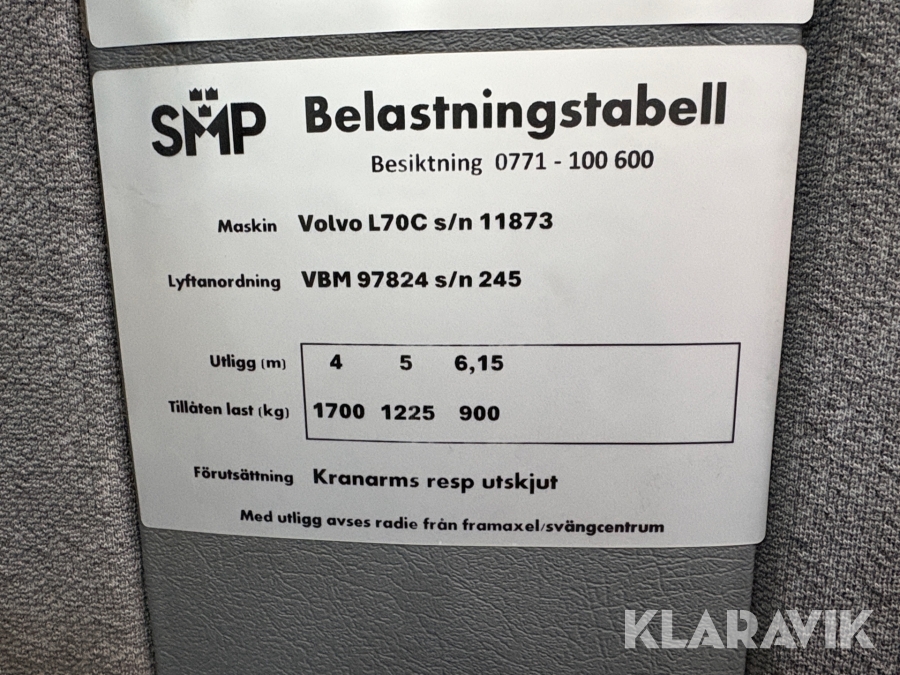 SMP Belastningstabell
Besiktning 0771 - 100 600
Maskin Volvo L70C s/n 11873
Lyftanordning VBM 97824 s/n 245
Utligg (m) 4 5 6,15
Tillåten last (kg) 1700 1225 900
Förutsättning Kranarms resp utskjut
Med utligg avses radie från framaxel/svängcentrum
KLARAVIK